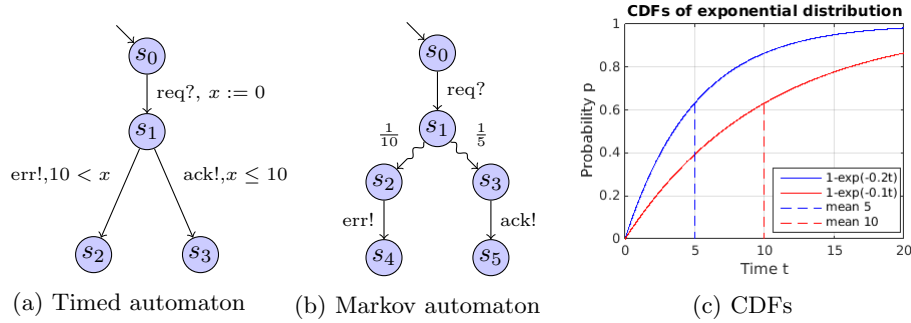 s0
req?, x := 0
s1
err!,10 < x
ack!,x ≤ 10
s2
s3
(a) Timed automaton
s0
req?
s1
1/10
1/5
s2
s3
err!
ack!
s4
s5
(b) Markov automaton
CDFs of exponential distribution
Probability p
1
0.8
0.6
0.4
0.2
0
0
5
10
15
20
Time t
1-exp(-0.2t)
1-exp(-0.1t)
mean 5
mean 10
(c) CDFs